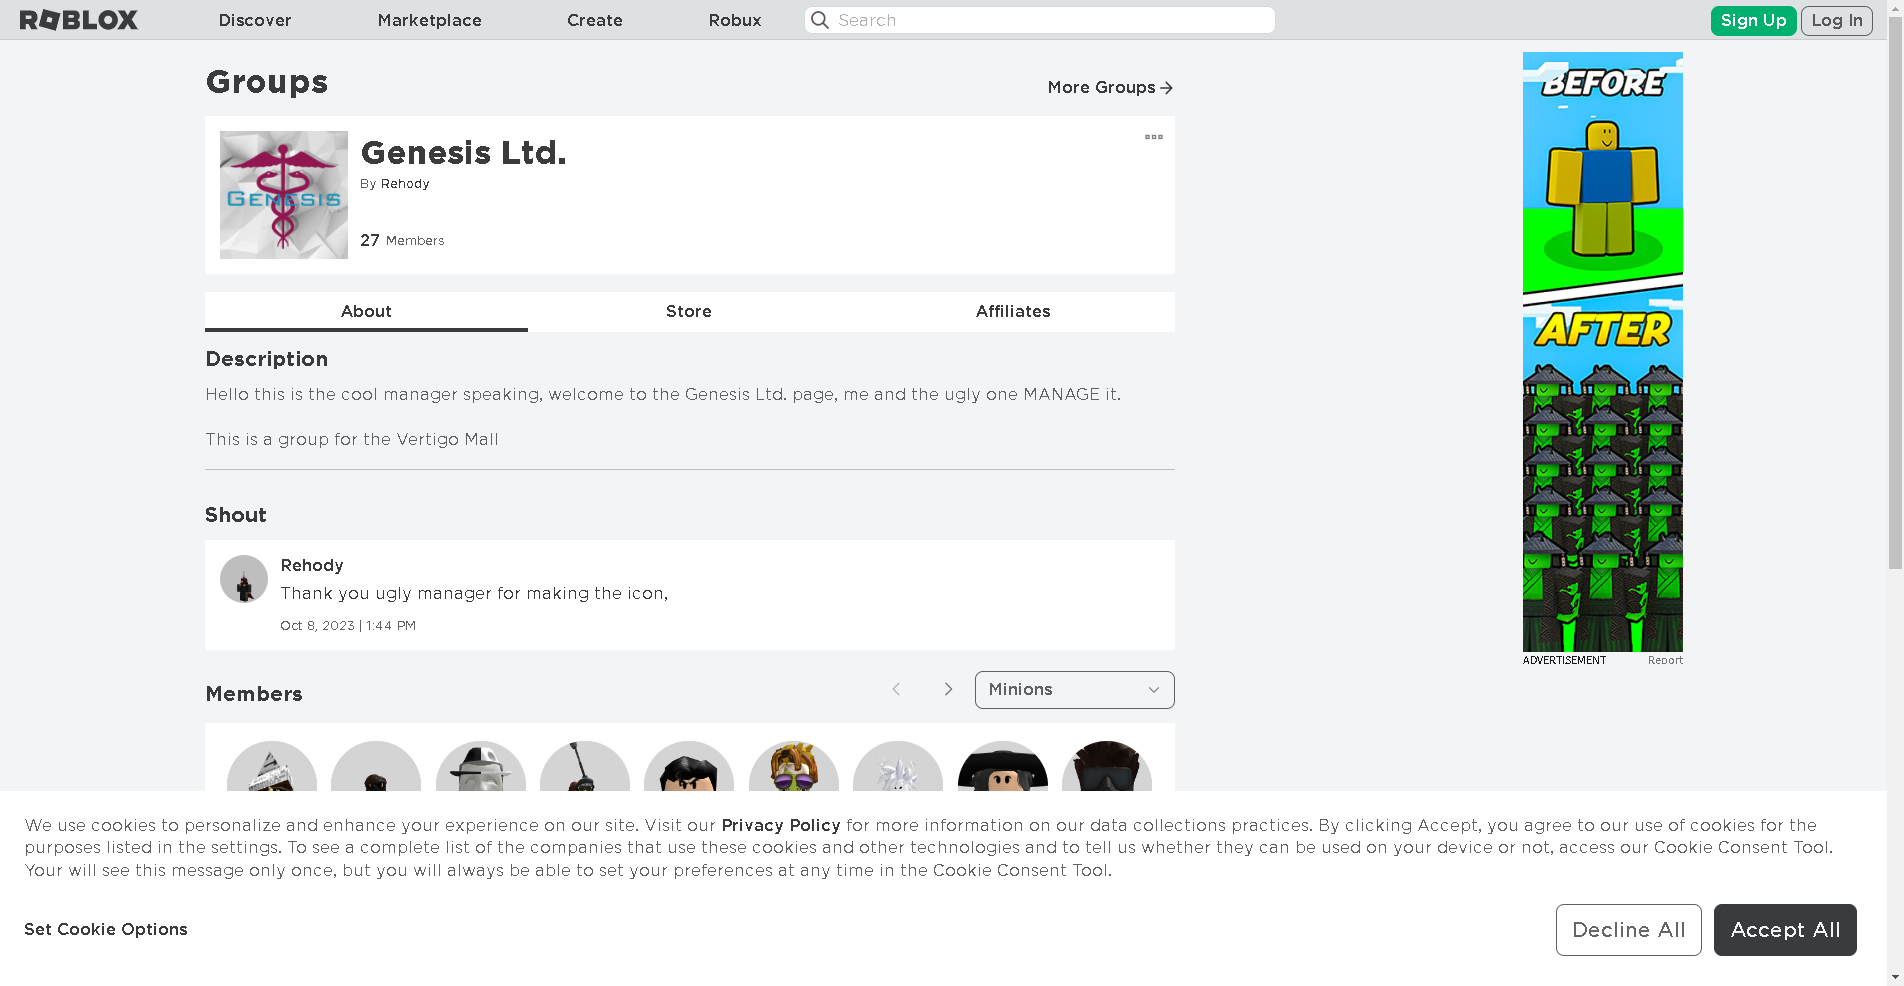 ROBLOX
Discover
Marketplace
Create
Robux
Search
Sign Up
Log In
Groups
More Groups
GENESIS
Genesis Ltd.
By Rehody
27 Members
About
Store
Affiliates
Description
Hello this is the cool manager speaking, welcome to the Genesis Ltd. page, me and the ugly one MANAGE it.
This is a group for the Vertigo Mall
Shout
Rehody
Thank you ugly manager for making the icon,
Oct 8, 2023 | 1:44 PM
Members
Minions
BEFORE
AFTER
ADVERTISEMENT
Report
We use cookies to personalize and enhance your experience on our site. Visit our Privacy Policy for more information on our data collections practices. By clicking Accept, you agree to our use of cookies for the
purposes listed in the settings. To see a complete list of the companies that use these cookies and other technologies and to tell us whether they can be used on your device or not, access our Cookie Consent Tool.
Your will see this message only once, but you will always be able to set your preferences at any time in the Cookie Consent Tool.
Set Cookie Options
Decline All
Accept All